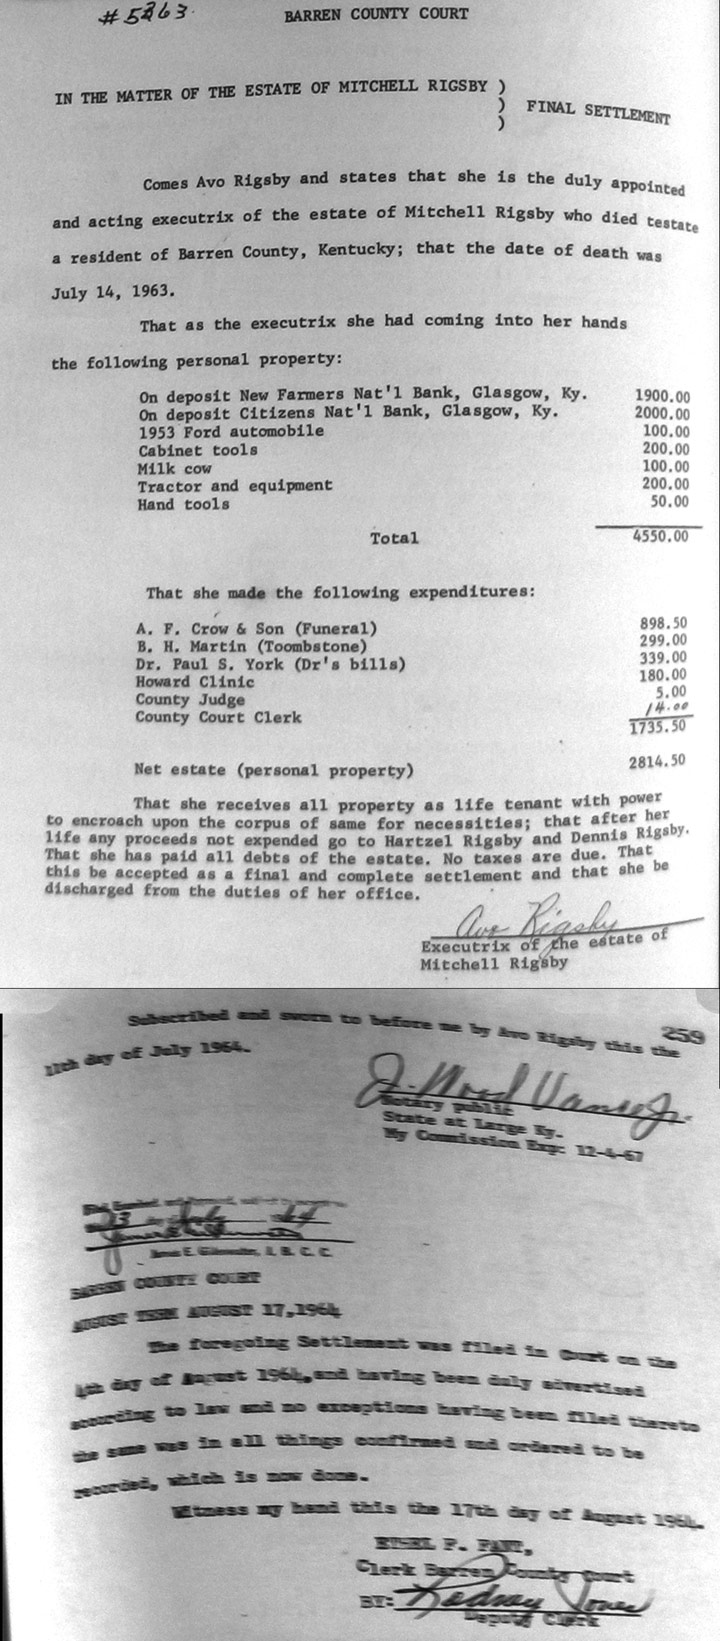 #5263.
BARREN COUNTY COURT
IN THE MATTER OF THE ESTATE OF MITCHELL RIGSBY )
) FINAL SETTLEMENT
)
Comes Avo Rigsby and states that she is the duly appointed
and acting executrix of the estate of Mitchell Rigsby who died testate
a resident of Barren County, Kentucky; that the date of death was
July 14, 1963.
That as the executrix she had coming into her hands
the following personal property:
On deposit New Farmers Nat'l Bank, Glasgow, Ky. 1900.00
On deposit Citizens Nat'l Bank, Glasgow, Ky. 2000.00
1953 Ford automobile 100.00
Cabinet tools 200.00
Milk cow 100.00
Tractor and equipment 200.00
Hand tools 50.00
Total 4550.00
That she made the following expenditures:
A. F. Crow & Son (Funeral) 898.50
B. H. Martin (Toombstone) 299.00
Dr. Paul S. York (Dr's bills) 339.00
Howard Clinic 180.00
County Judge 5.00
County Court Clerk 14.00
1735.50
Net estate (personal property) 2814.50
That she receives all property as life tenant with power
to encroach upon the corpus of same for necessities; that after her
life any proceeds not expended go to Hartzel Rigsby and Dennis Rigsby.
That she has paid all debts of the estate. No taxes are due. That
this be accepted as a final and complete settlement and that she be
discharged from the duties of her office.
Avo Rigsby
Executrix of the estate of
Mitchell Rigsby
259
Subscribed and sworn to before me by Avo Rigsby this the
11th day of July 1964.
J. Wood Vance Jr.
Notary public
State at Large Ky.
My Commission Exp: 12-4-67
13 July 64
James E. B. C. C.
BARREN COUNTY COURT
AUGUST TERM AUGUST 17,1964
The foregoing Settlement was filed in Court on the
4th day of August 1964, and having been duly advertised
according to law and no exceptions having been filed thereto
the same was in all things confirmed and ordered to be
recorded, which is now done.
Witness my hand this the 17th day of August 1964.
ETHEL P. FANT,
Clerk Barren County Court
BY: Rodney Jones
Deputy Clerk